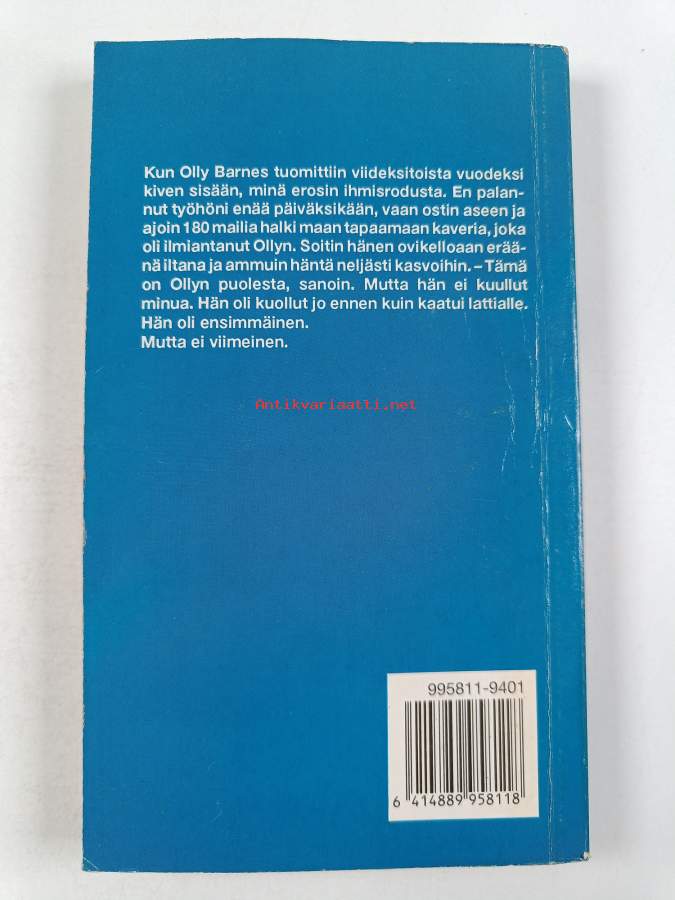 Kun Olly Barnes tuomittiin viideksitoista vuodeksi
kiven sisään, minä erosin ihmisrodusta. En palan-
nut työhöni enää päiväksikään, vaan ostin aseen ja
ajoin 180 mailia halki maan tapaamaan kaveria, joka
oli ilmiantanut Ollyn. Soitin hänen ovikelloaan erää-
nä iltana ja ammuin häntä neljästi kasvoihin. – Tämä
on Ollyn puolesta, sanoin. Mutta hän ei kuullut
minua. Hän oli kuollut jo ennen kuin kaatui lattialle.
Hän oli ensimmäinen.
Mutta ei viimeinen.
Antikvariaatti.net
995811-9401
6 414889 958118